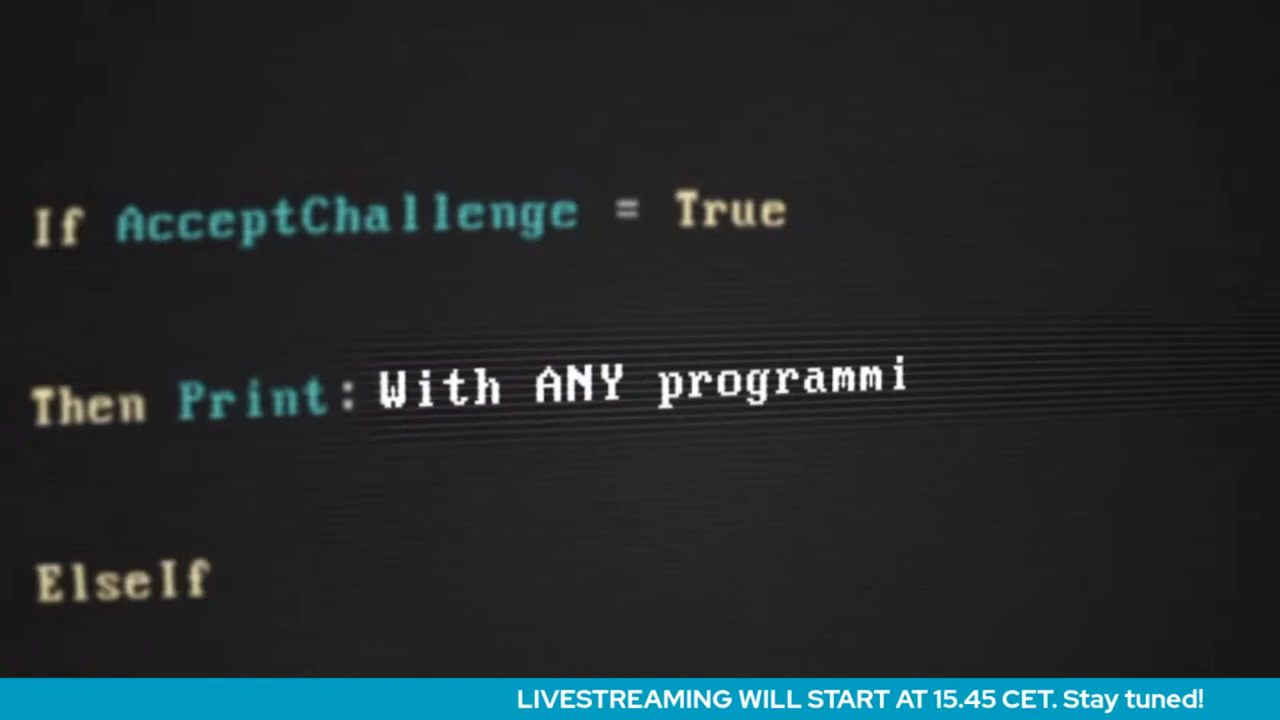 If AcceptChallenge = True
Then Print: With ANY programmi
ElseIf
LIVESTREAMING WILL START AT 15.45 CET. Stay tuned!